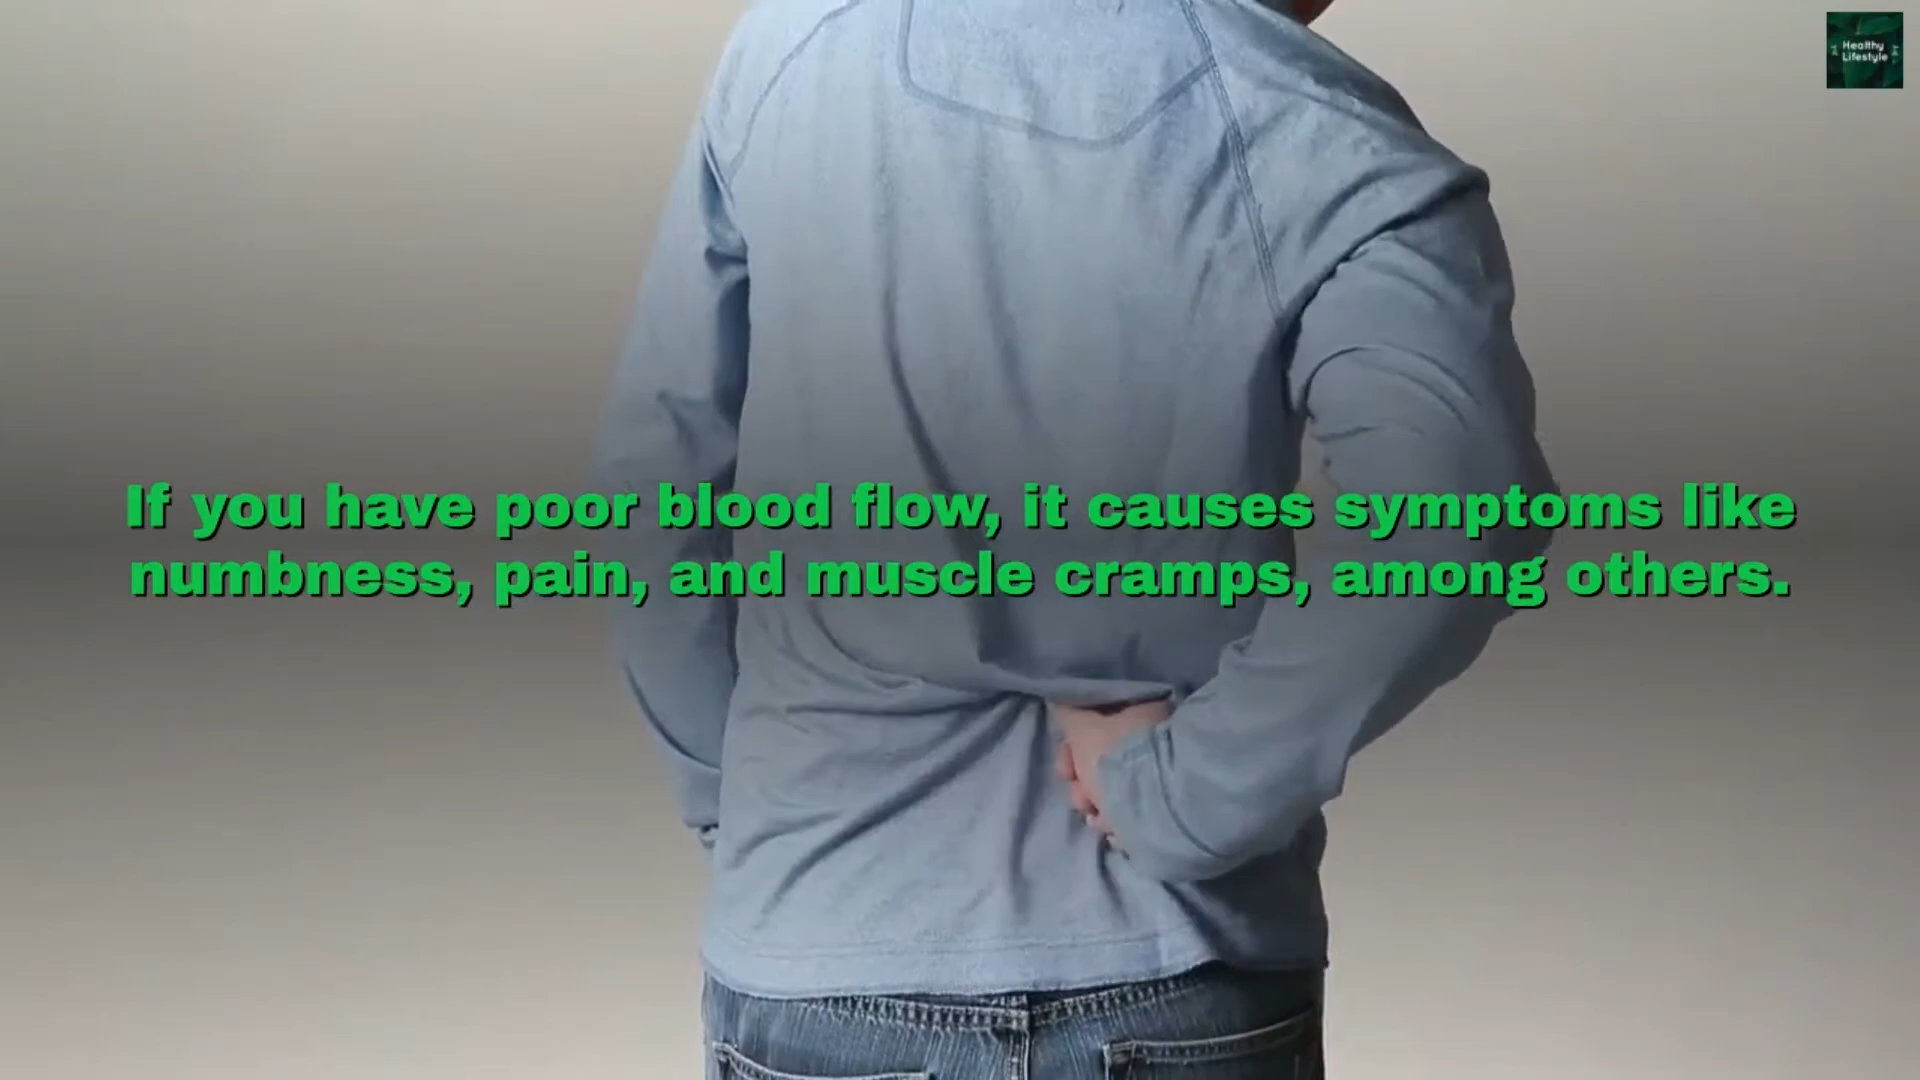 Healthy
Lifestyle
If you have poor blood flow, it causes symptoms like
numbness, pain, and muscle cramps, among others.